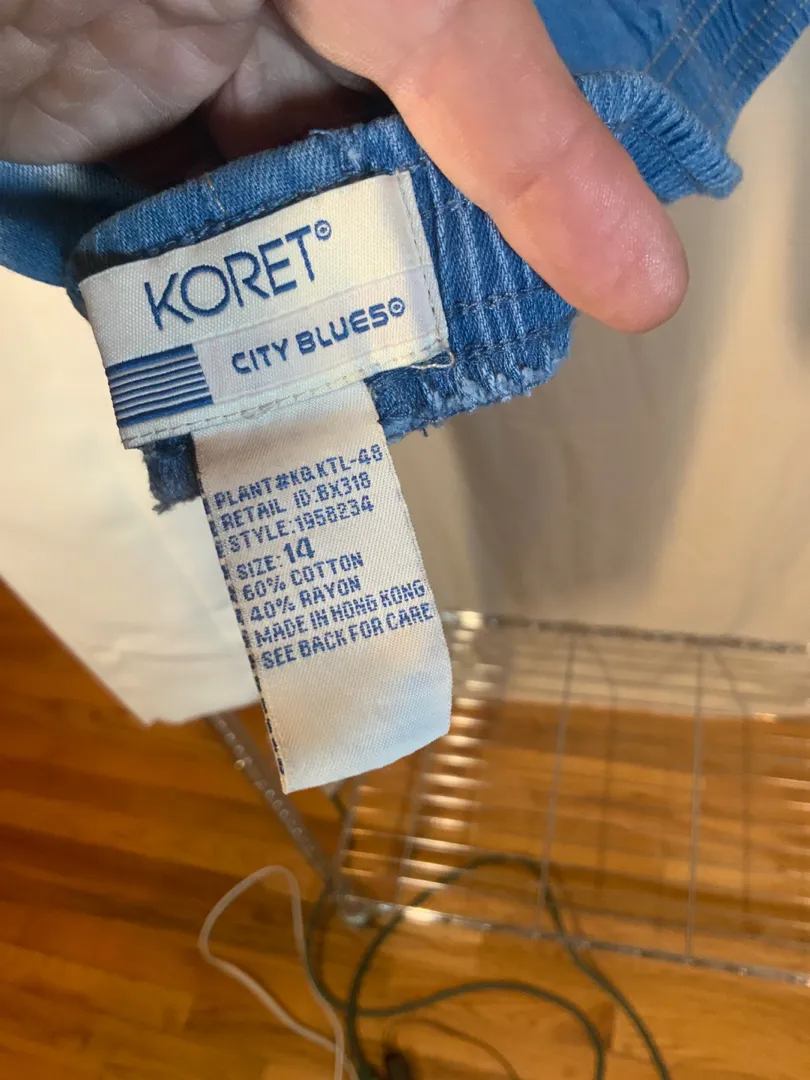 KORET®
CITY BLUES®
PLANT#KG.KTL-48
RETAIL ID:BX318
STYLE:1958234
SIZE: 14
60% COTTON
40% RAYON
MADE IN HONG KONG
SEE BACK FOR CARE